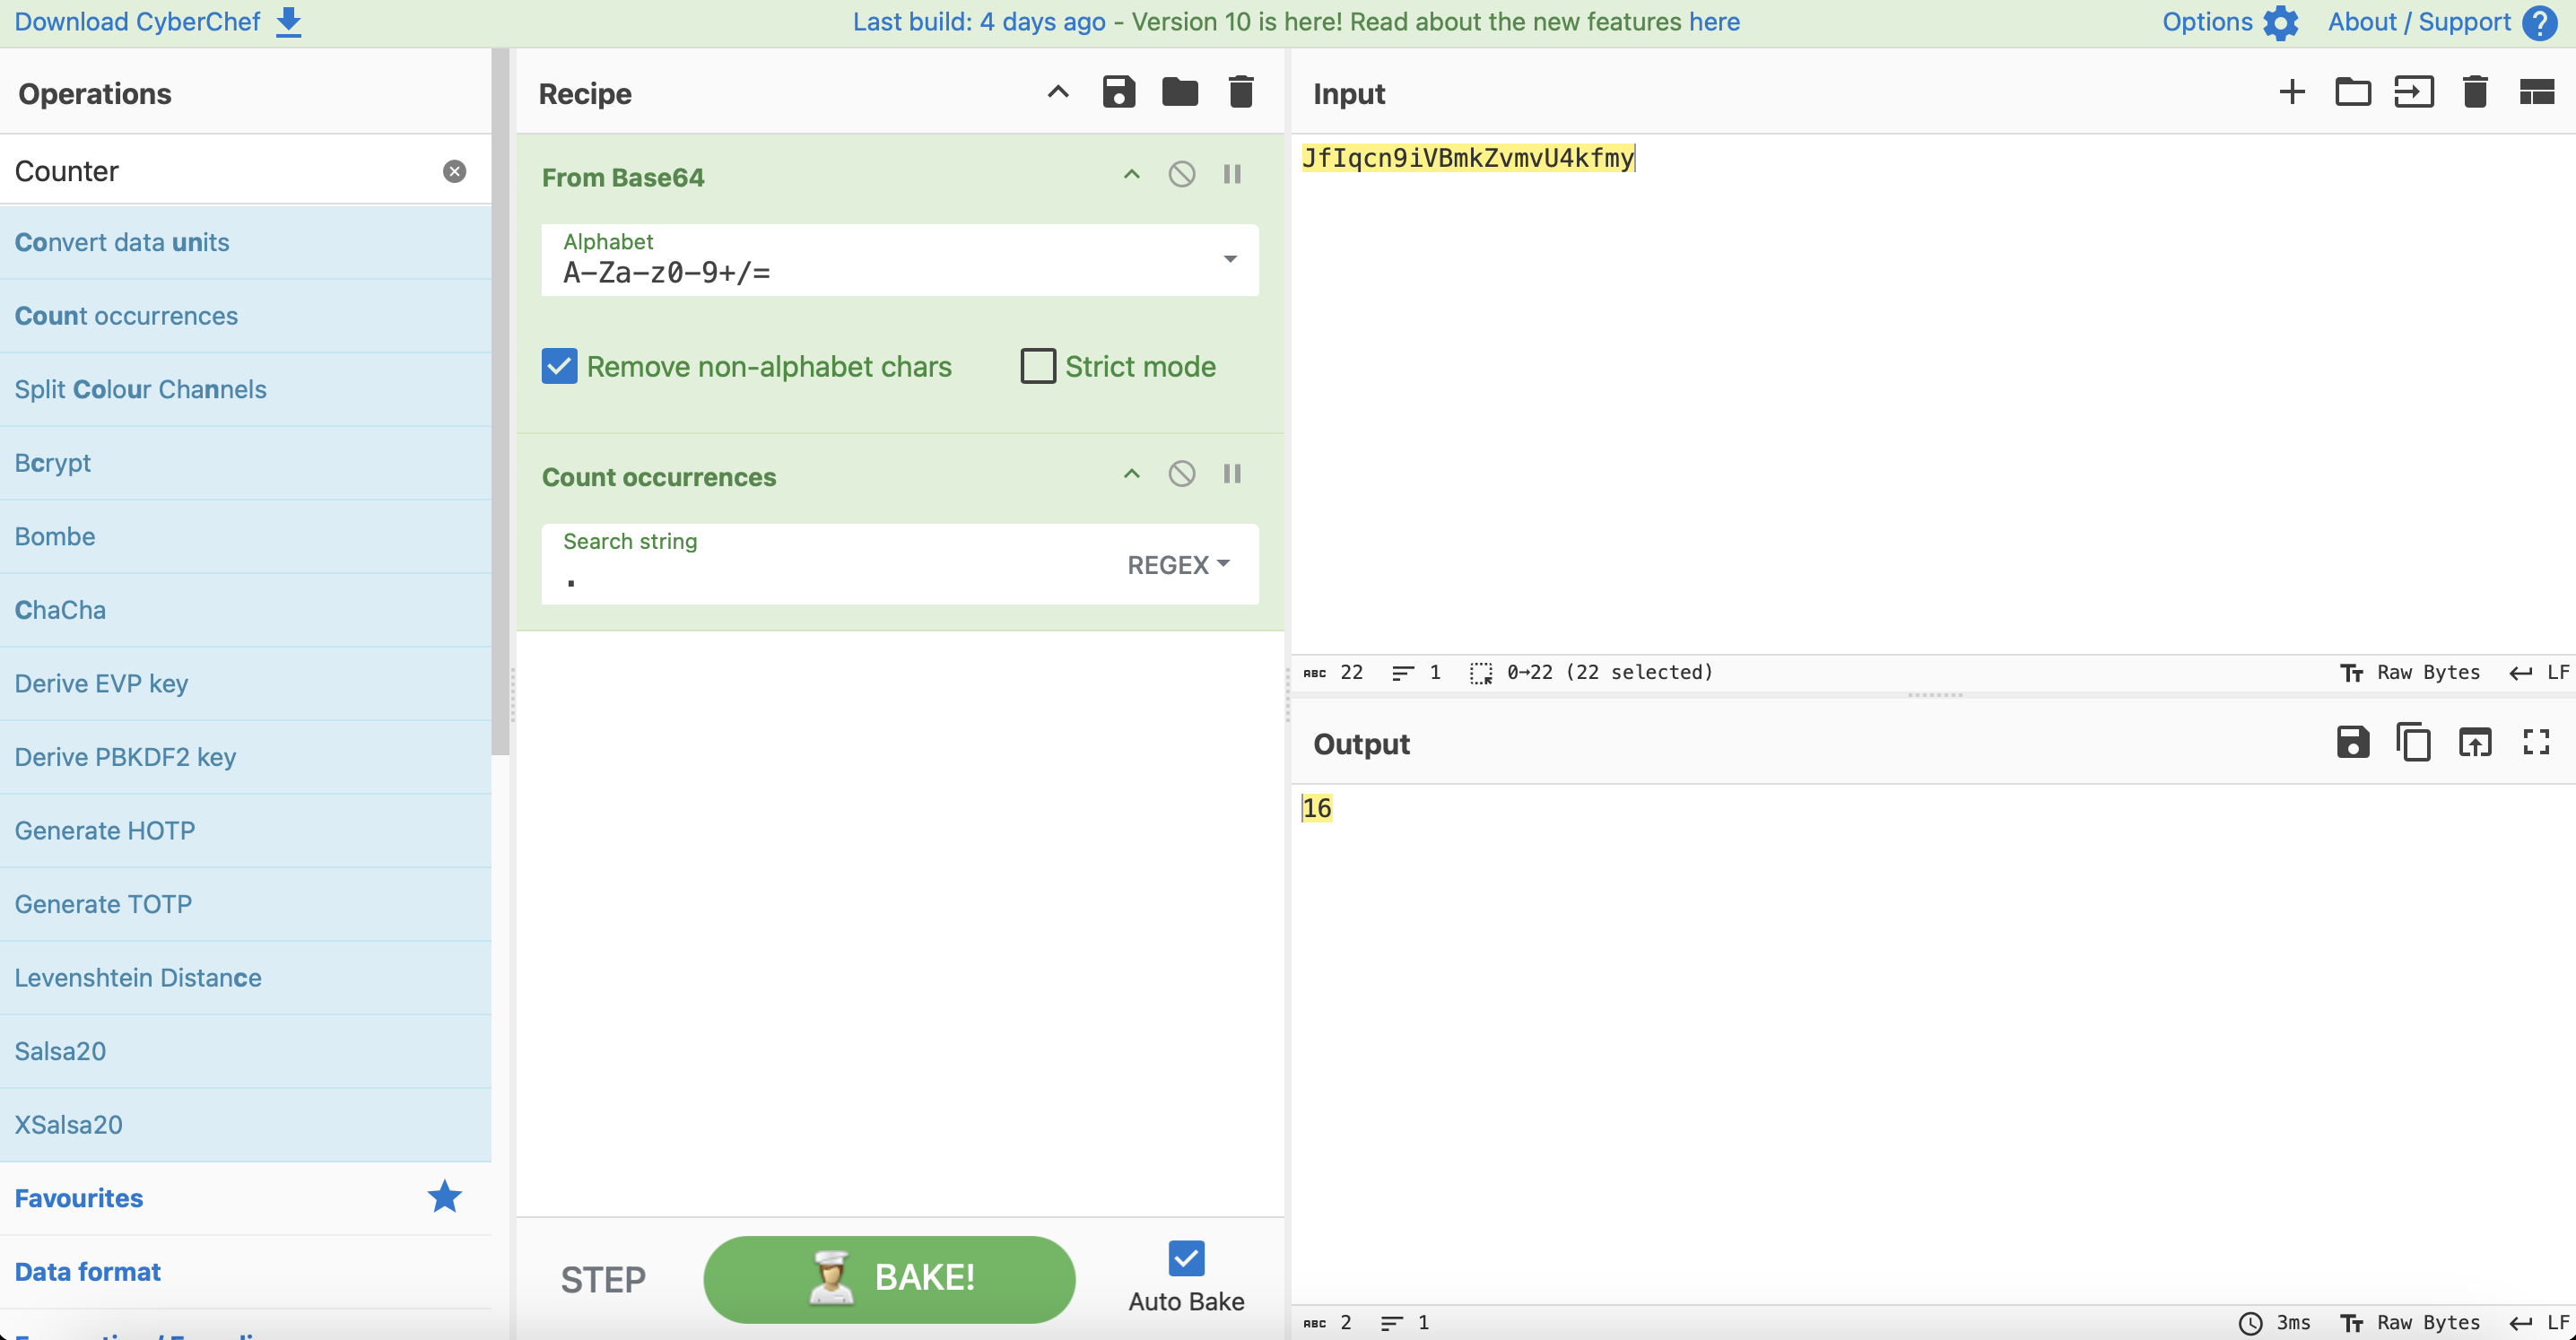 Download CyberChef
Last build: 4 days ago - Version 10 is here! Read about the new features here
Options
About / Support
Operations
Counter
Convert data units
Count occurrences
Split Colour Channels
Bcrypt
Bombe
ChaCha
Derive EVP key
Derive PBKDF2 key
Generate HOTP
Generate TOTP
Levenshtein Distance
Salsa20
XSalsa20
Favourites
Data format
Recipe
From Base64
Alphabet
A-Za-z0-9+/=
Remove non-alphabet chars
Strict mode
Count occurrences
Search string
.
REGEX
STEP
BAKE!
Auto Bake
Input
JfIqcn9iVBmkZvmvU4kfmy
ABC 22 1 0→22 (22 selected)
Tт Raw Bytes LF
Output
16
ABC 2 1
3ms Tт Raw Bytes LF